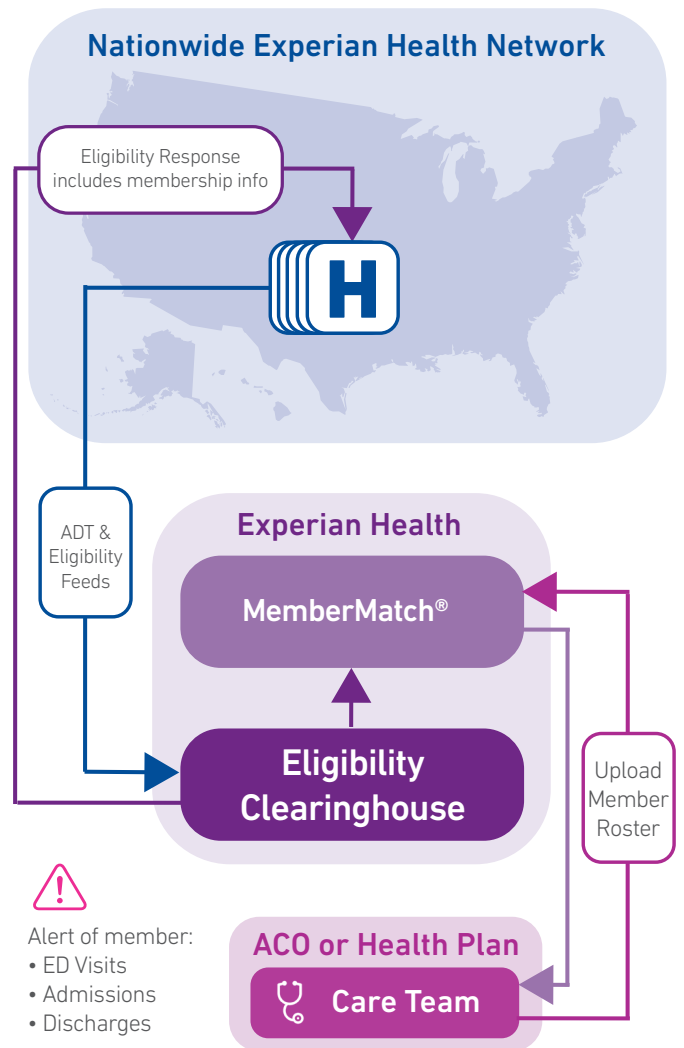 Nationwide Experian Health Network
Eligibility Response
includes membership info
H
ADT &
Eligibility
Feeds
Experian Health
MemberMatch®
Eligibility
Clearinghouse
Upload
Member
Roster
Alert of member:
• ED Visits
• Admissions
• Discharges
ACO or Health Plan
Care Team